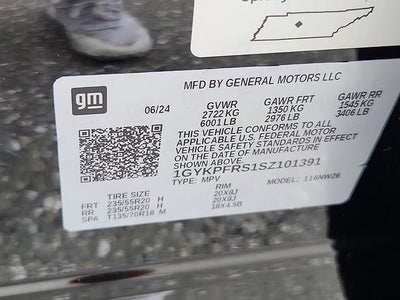 gm
MFD BY GENERAL MOTORS LLC
06/24 GVWR GAWR FRT GAWR RR
2722 KG 1350 KG 1545 KG
6001 LB 2976 LB 3406 LB
THIS VEHICLE CONFORMS TO ALL
APPLICABLE U.S. FEDERAL MOTOR
VEHICLE SAFETY STANDARDS IN EFFECT
ON THE DATE OF MANUFACTURE
SHOWN ABOVE.
1GYKPFRS1SZ101391
TYPE: MPV MODEL: 116NW26
TIRE SIZE RIM
FRT 235/55R20 H 20X8J
RR 235/55R20 H 20X8J
SPA T135/70R18 M 18X4.5B